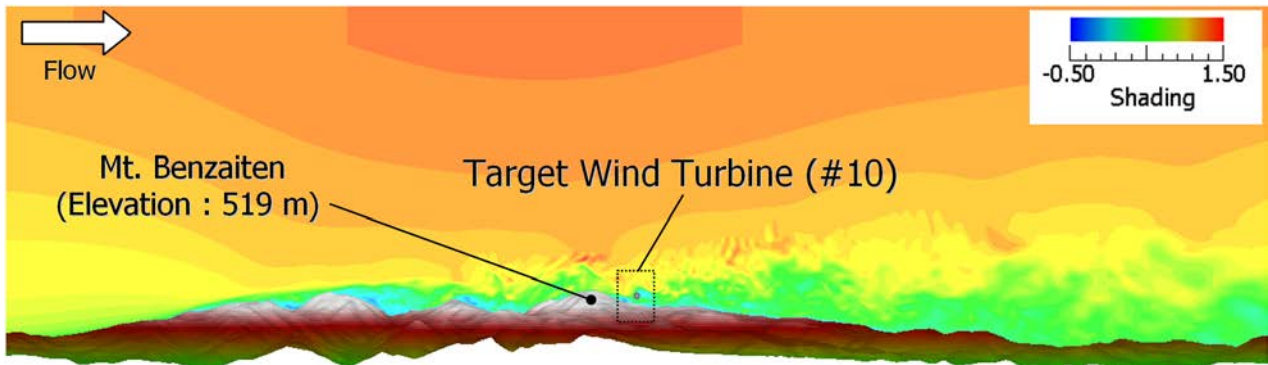 Flow
-0.50 1.50
Shading
Mt. Benzaiten
(Elevation : 519 m)
Target Wind Turbine (#10)